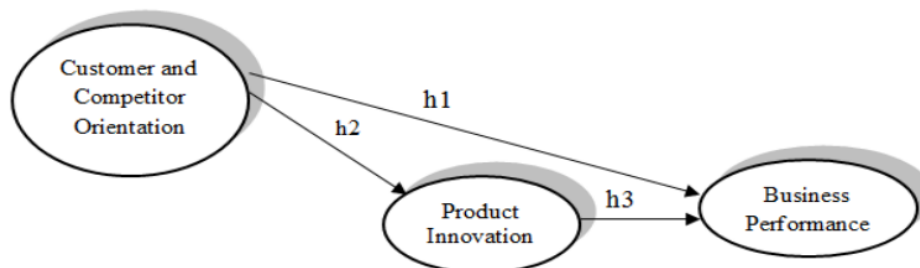 Customer and
Competitor
Orientation
h1
h2
h3
Product
Innovation
Business
Performance